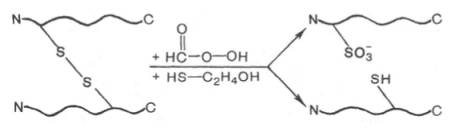 N C
S
S
N C
O
+ HC—O—OH
+ HS—C₂H₄OH
N C
SO₃⁻
SH
N C